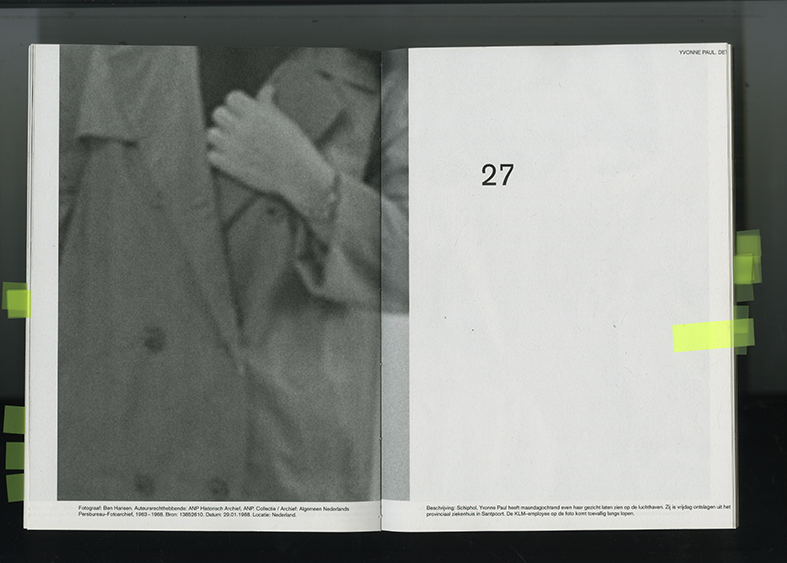 YVONNE PAUL, DE
27
Fotograaf: Ben Hansen. Auteursrechthebbende: ANP Historisch Archief, ANP. Collectie / Archief: Algemeen Nederlands
Persbureau-Fotoarchief, 1963–1968. Bron: 13852610. Datum: 29.01.1968. Locatie: Nederland.
Beschrijving: Schiphol, Yvonne Paul heeft maandagochtend even haar gezicht laten zien op de luchthaven. Zij is vrijdag ontslagen uit het
provinciaal ziekenhuis in Santpoort. De KLM-employee op de foto komt toevallig langs lopen.